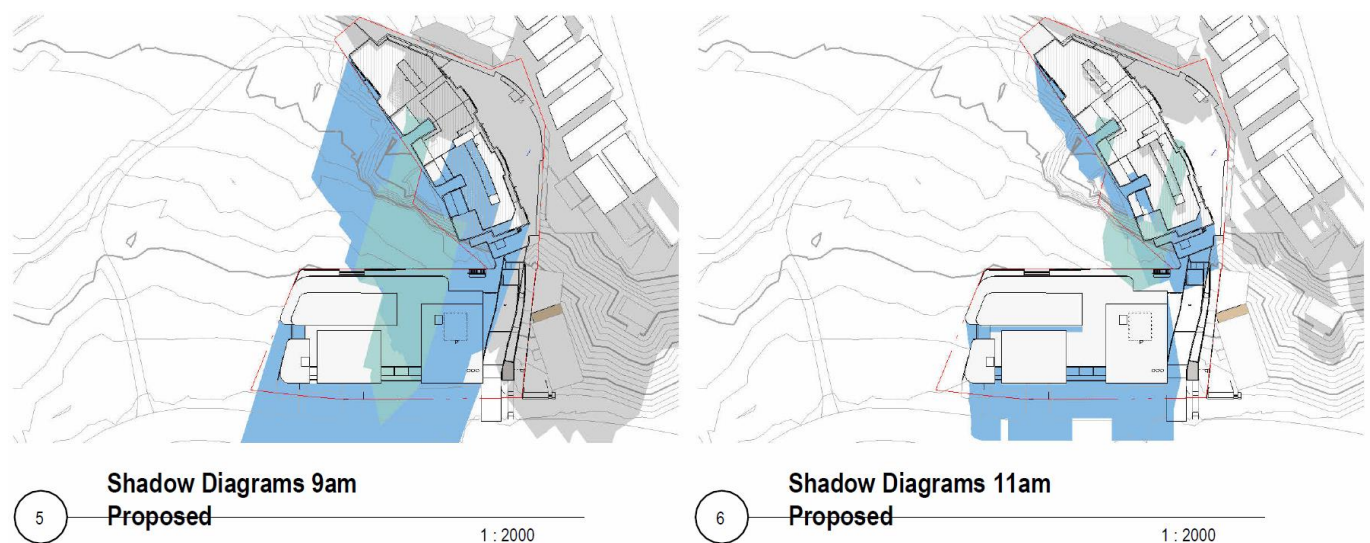 5
Shadow Diagrams 9am
Proposed
1 : 2000
6
Shadow Diagrams 11am
Proposed
1 : 2000